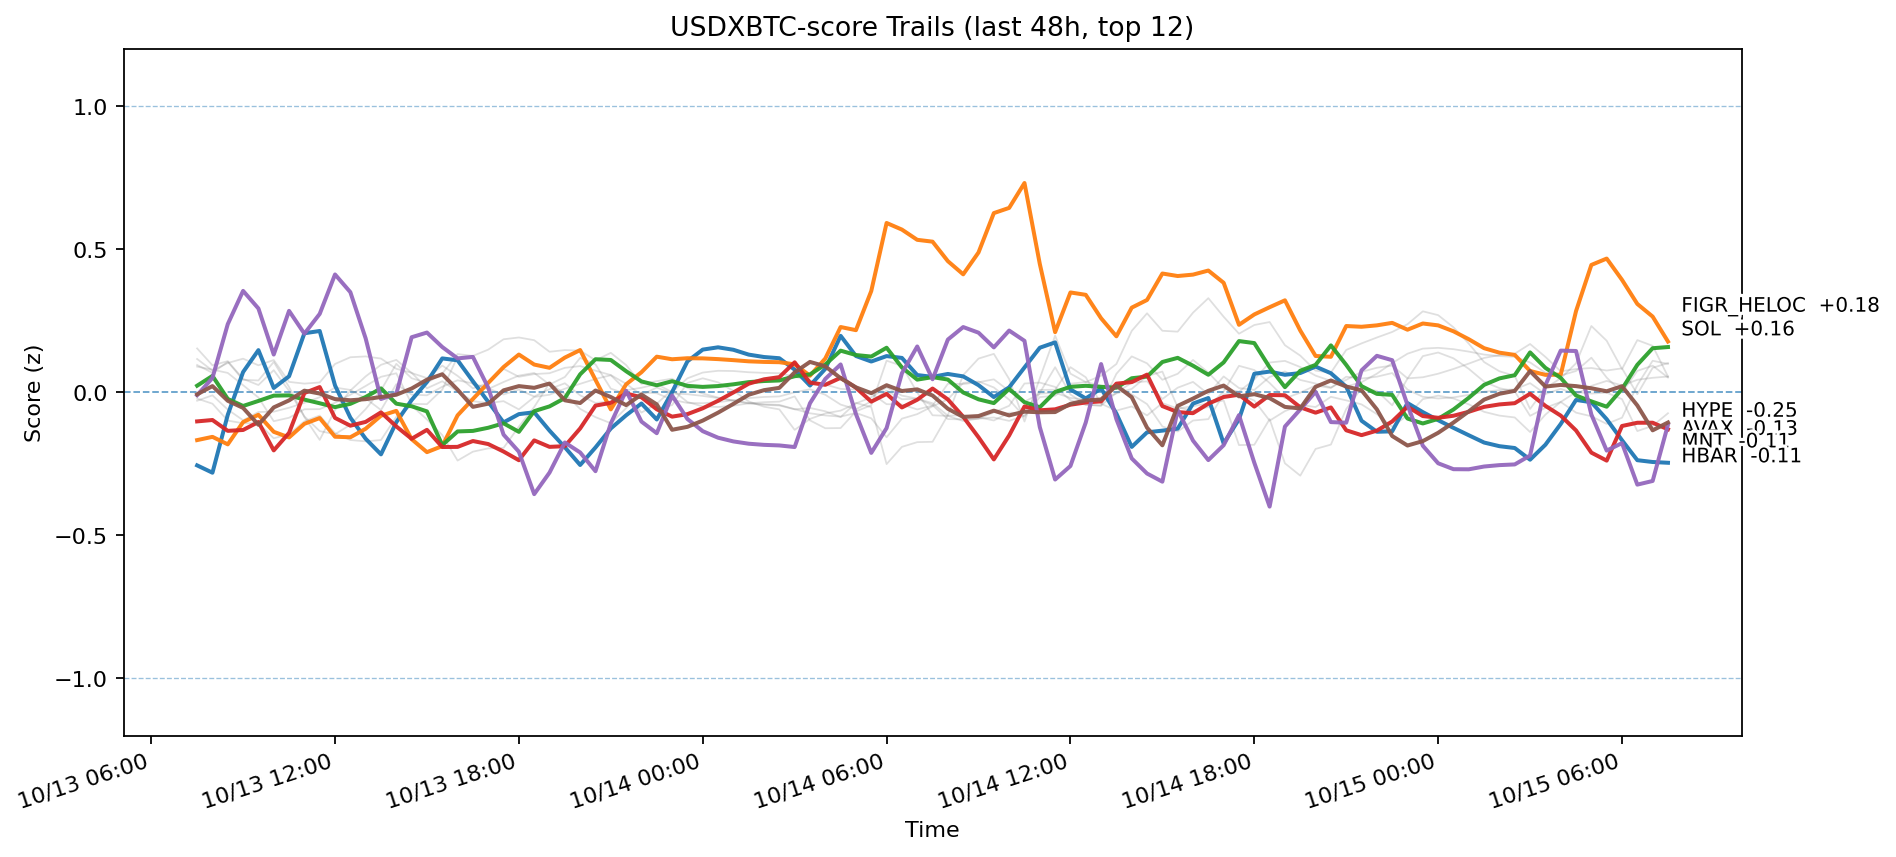 USDXBTC-score Trails (last 48h, top 12)
Score (z)
1.0
0.5
0.0
−0.5
−1.0
FIGR_HELOC +0.18
SOL +0.16
HYPE -0.25
AVAX -0.13
MNT -0.11
HBAR -0.11
10/13 06:00
10/13 12:00
10/13 18:00
10/14 00:00
10/14 06:00
10/14 12:00
10/14 18:00
10/15 00:00
10/15 06:00
Time